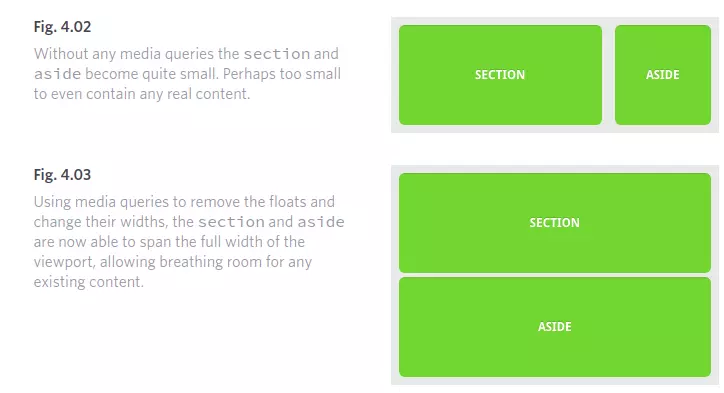 Fig. 4.02
Without any media queries the section and
aside become quite small. Perhaps too small
to even contain any real content.
SECTION
ASIDE
Fig. 4.03
Using media queries to remove the floats and
change their widths, the section and aside
are now able to span the full width of the
viewport, allowing breathing room for any
existing content.
SECTION
ASIDE